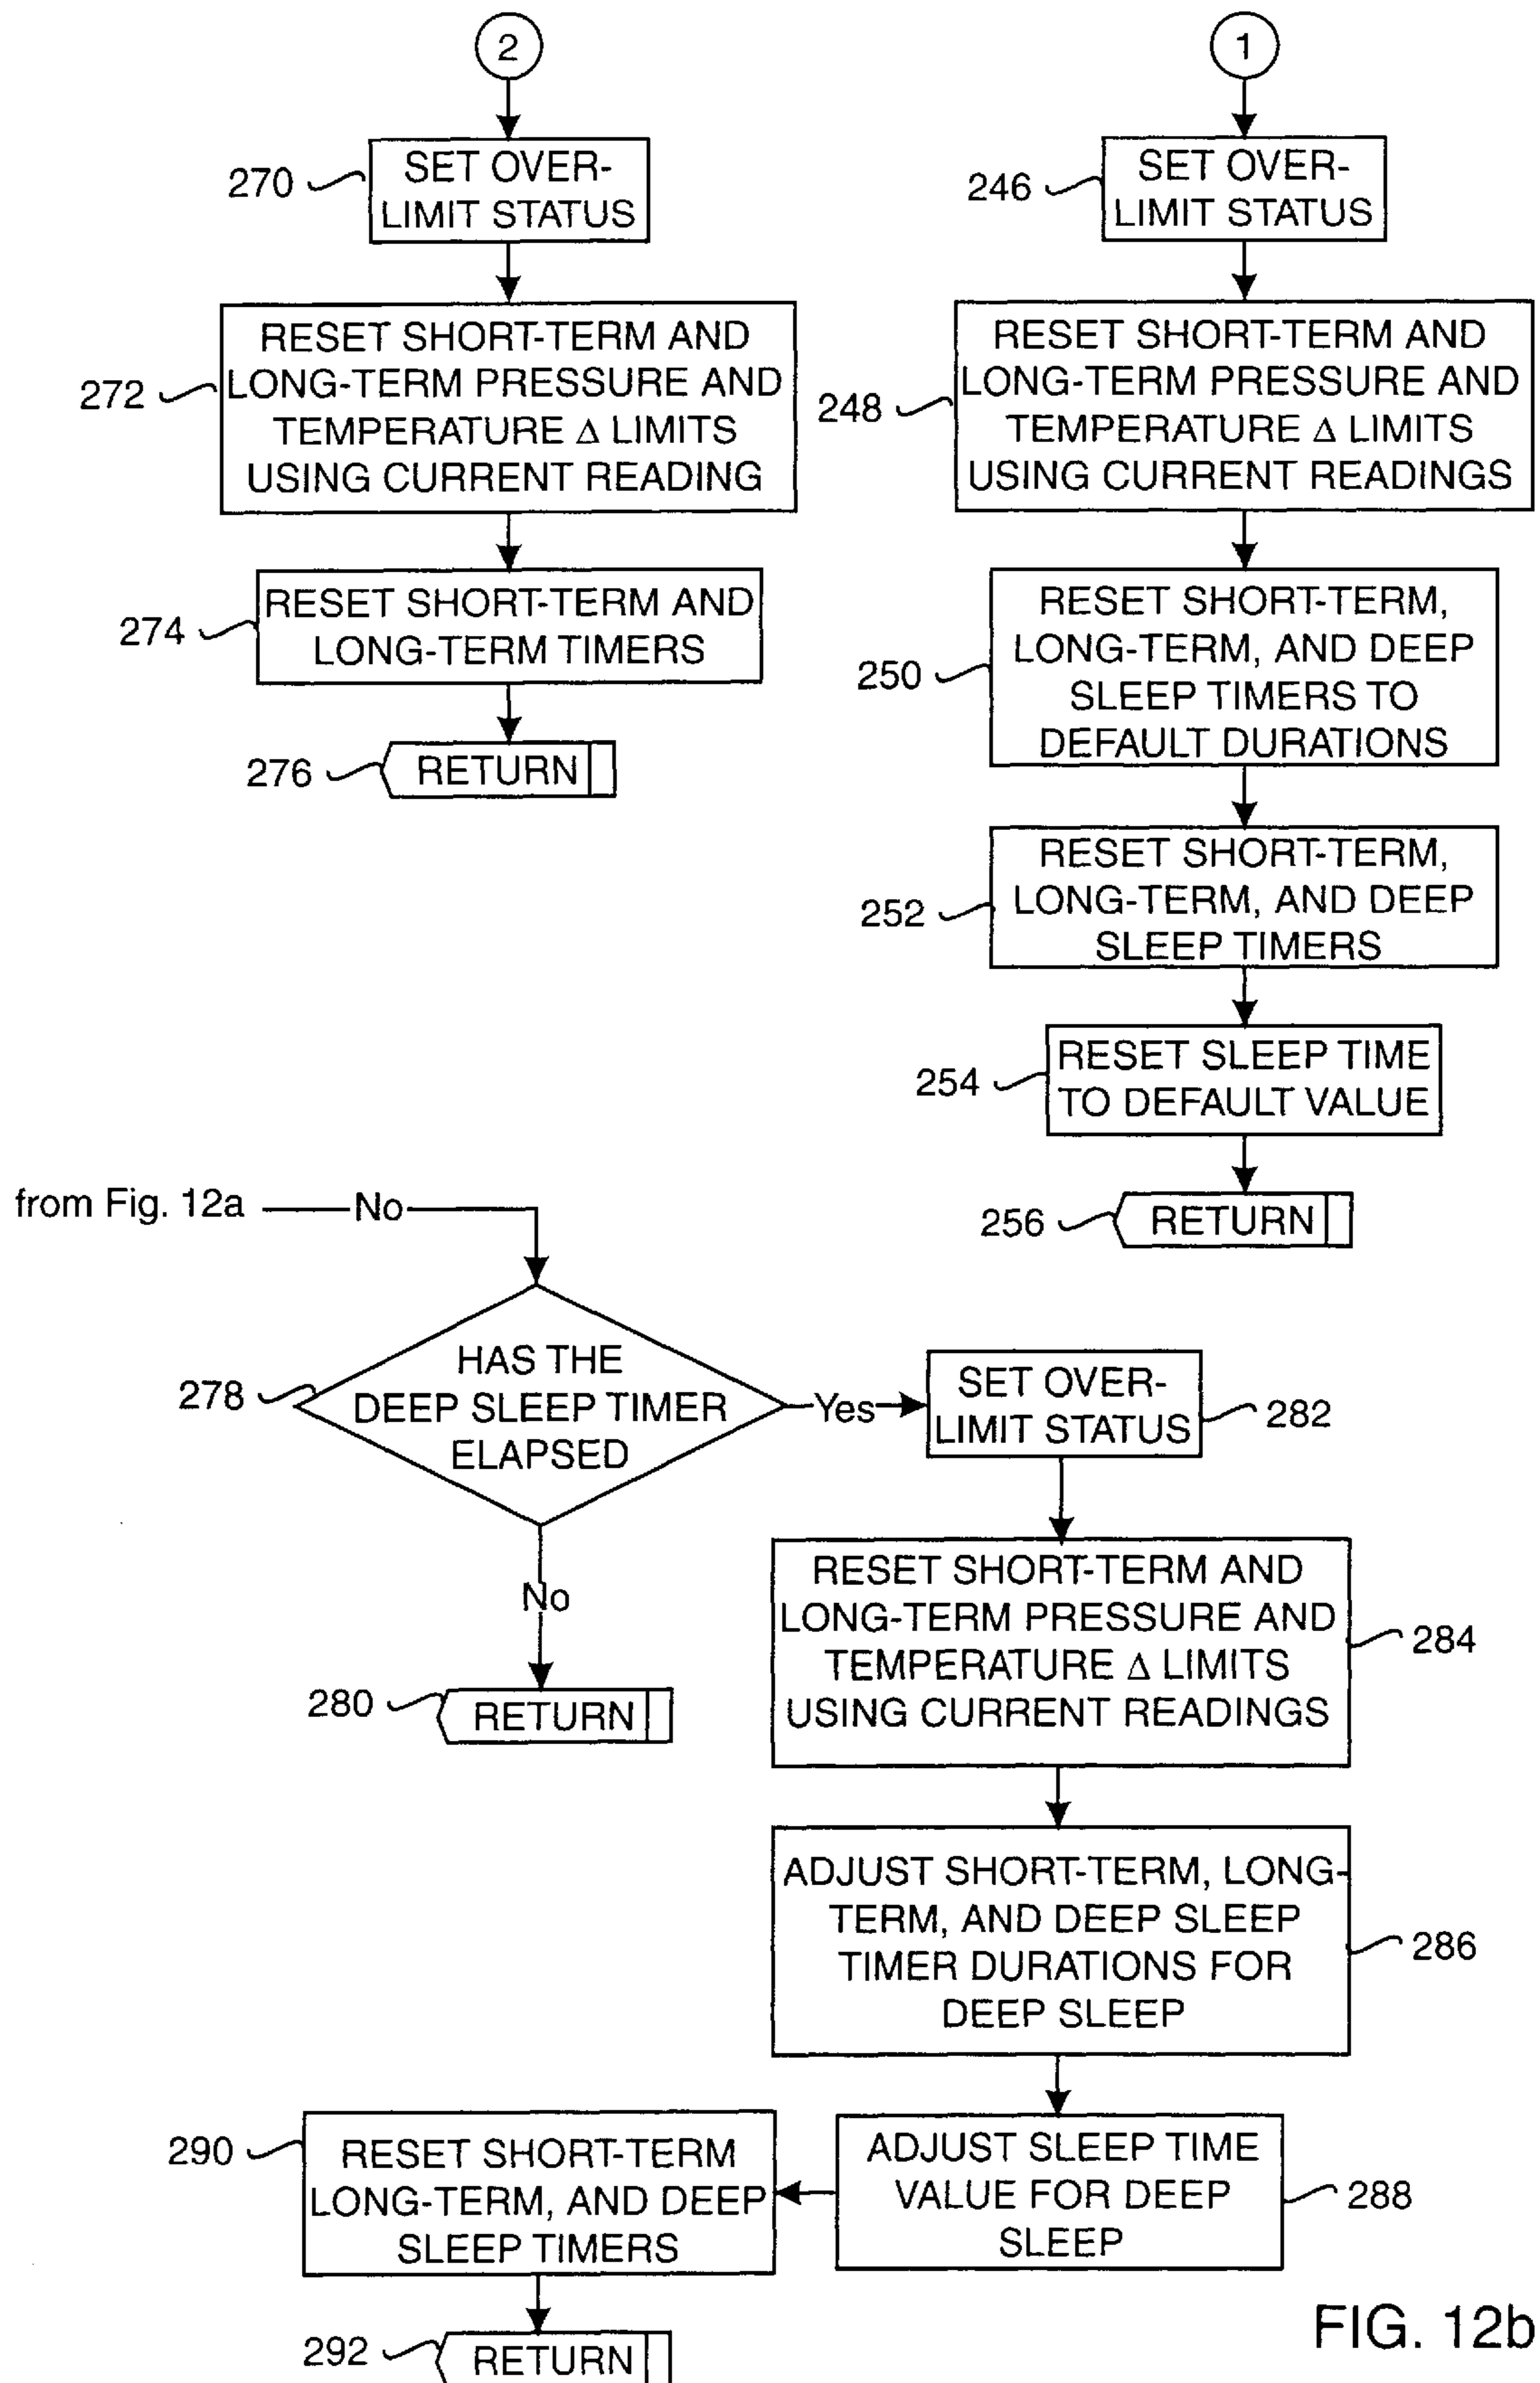 2
270
SET OVER-
LIMIT STATUS
272
RESET SHORT-TERM AND
LONG-TERM PRESSURE AND
TEMPERATURE Δ LIMITS
USING CURRENT READING
274
RESET SHORT-TERM AND
LONG-TERM TIMERS
276
RETURN
1
246
SET OVER-
LIMIT STATUS
248
RESET SHORT-TERM AND
LONG-TERM PRESSURE AND
TEMPERATURE Δ LIMITS
USING CURRENT READINGS
250
RESET SHORT-TERM,
LONG-TERM, AND DEEP
SLEEP TIMERS TO
DEFAULT DURATIONS
252
RESET SHORT-TERM,
LONG-TERM, AND DEEP
SLEEP TIMERS
254
RESET SLEEP TIME
TO DEFAULT VALUE
256
RETURN
from Fig. 12a
No
278
HAS THE
DEEP SLEEP TIMER
ELAPSED
Yes
No
280
RETURN
SET OVER-
LIMIT STATUS
282
RESET SHORT-TERM AND
LONG-TERM PRESSURE AND
TEMPERATURE Δ LIMITS
USING CURRENT READINGS
284
ADJUST SHORT-TERM, LONG-
TERM, AND DEEP SLEEP
TIMER DURATIONS FOR
DEEP SLEEP
286
ADJUST SLEEP TIME
VALUE FOR DEEP
SLEEP
288
290
RESET SHORT-TERM
LONG-TERM, AND DEEP
SLEEP TIMERS
292
RETURN
FIG. 12b